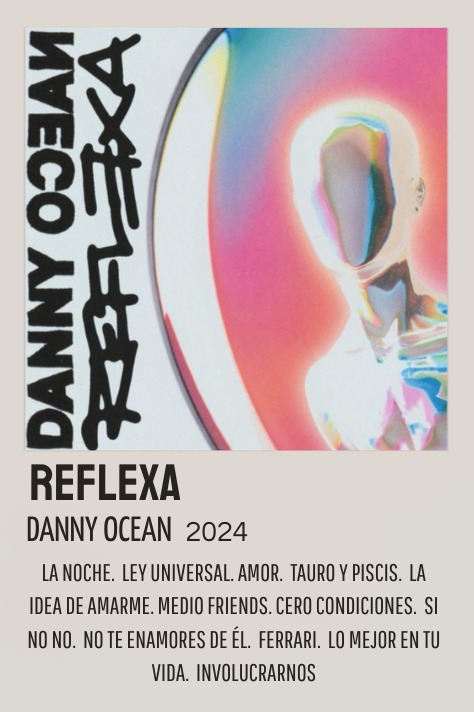 DANNY OCEAN
REFLEXA
REFLEXA
DANNY OCEAN 2024
LA NOCHE. LEY UNIVERSAL. AMOR. TAURO Y PISCIS. LA
IDEA DE AMARME. MEDIO FRIENDS. CERO CONDICIONES. SI
NO NO. NO TE ENAMORES DE ÉL. FERRARI. LO MEJOR EN TU
VIDA. INVOLUCRARNOS